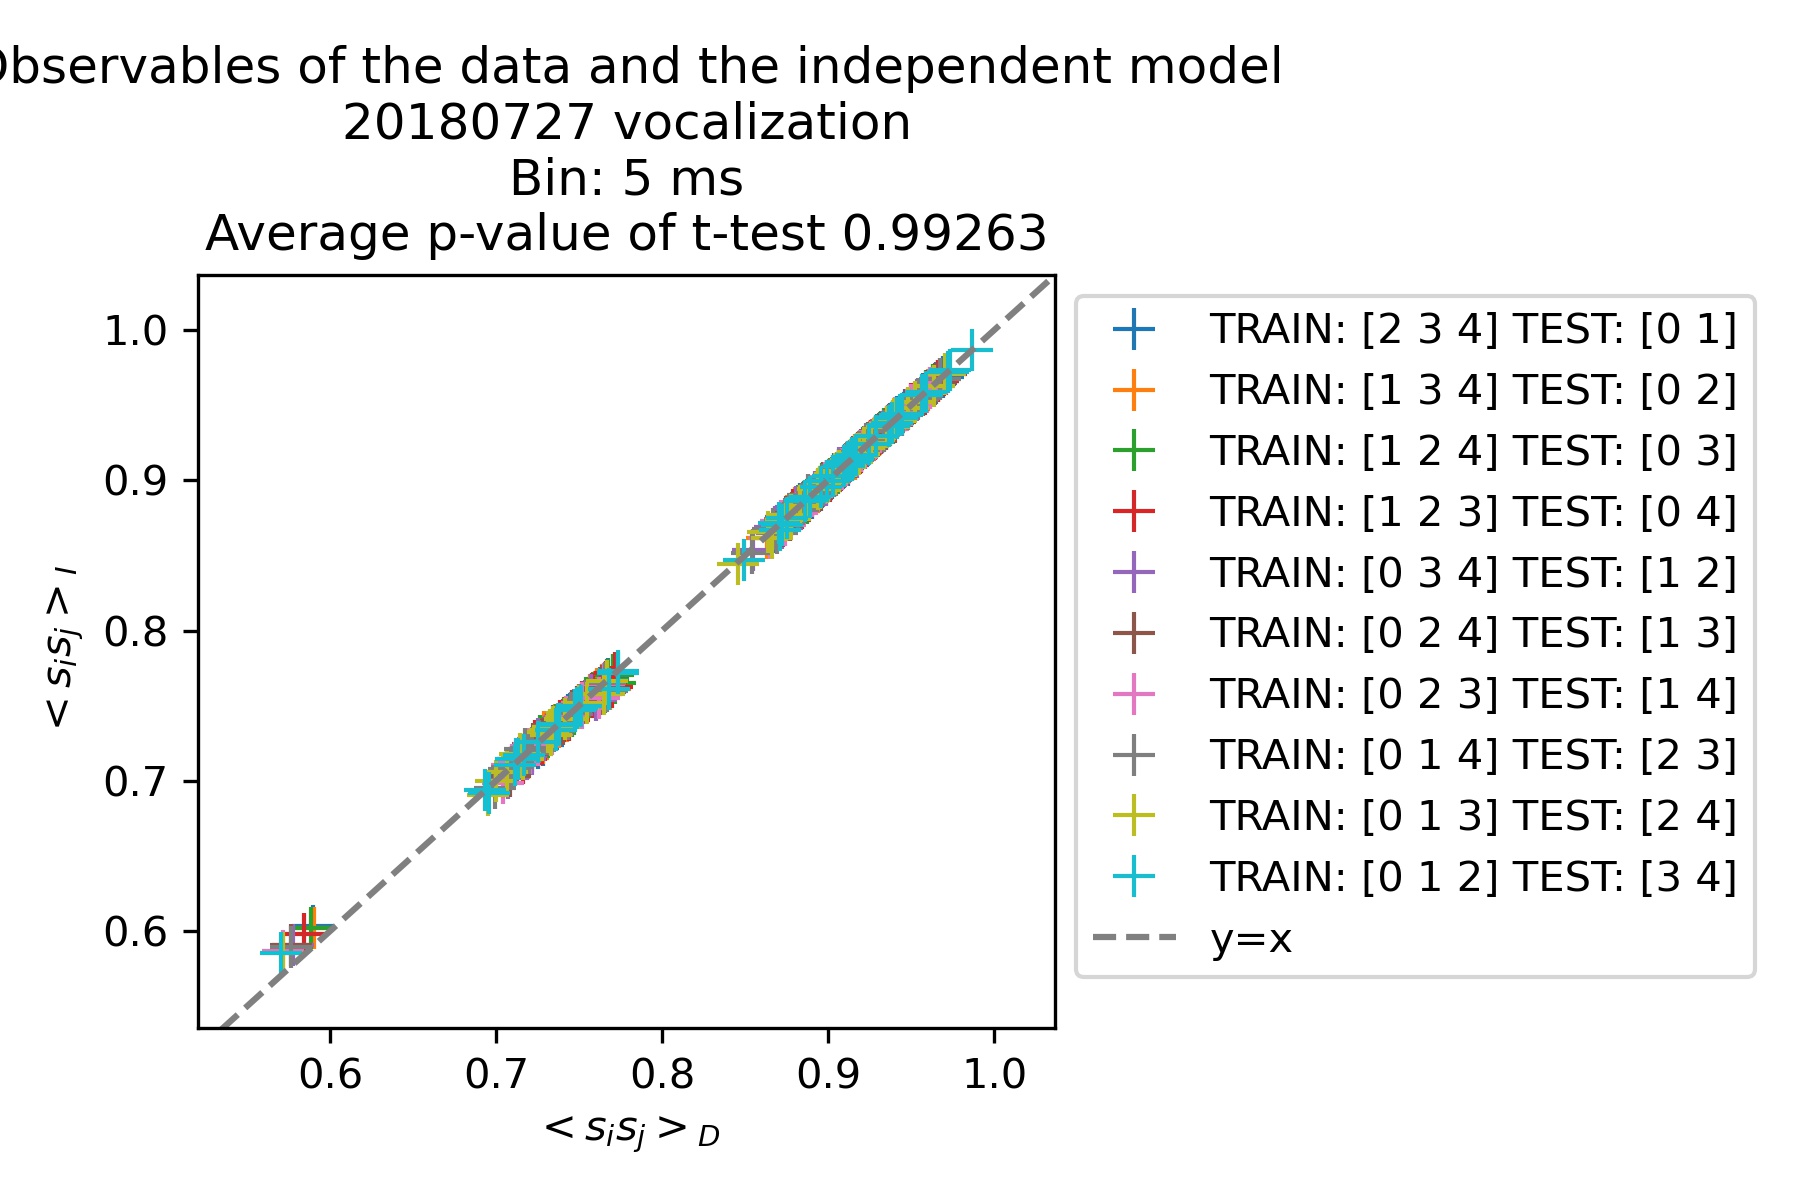 Observables of the data and the independent model
20180727 vocalization
Bin: 5 ms
Average p-value of t-test 0.99263
1.0
0.9
0.8
0.7
0.6
< s_i s_j >_I
0.6 0.7 0.8 0.9 1.0
< s_i s_j >_D
TRAIN: [2 3 4] TEST: [0 1]
TRAIN: [1 3 4] TEST: [0 2]
TRAIN: [1 2 4] TEST: [0 3]
TRAIN: [1 2 3] TEST: [0 4]
TRAIN: [0 3 4] TEST: [1 2]
TRAIN: [0 2 4] TEST: [1 3]
TRAIN: [0 2 3] TEST: [1 4]
TRAIN: [0 1 4] TEST: [2 3]
TRAIN: [0 1 3] TEST: [2 4]
TRAIN: [0 1 2] TEST: [3 4]
y=x